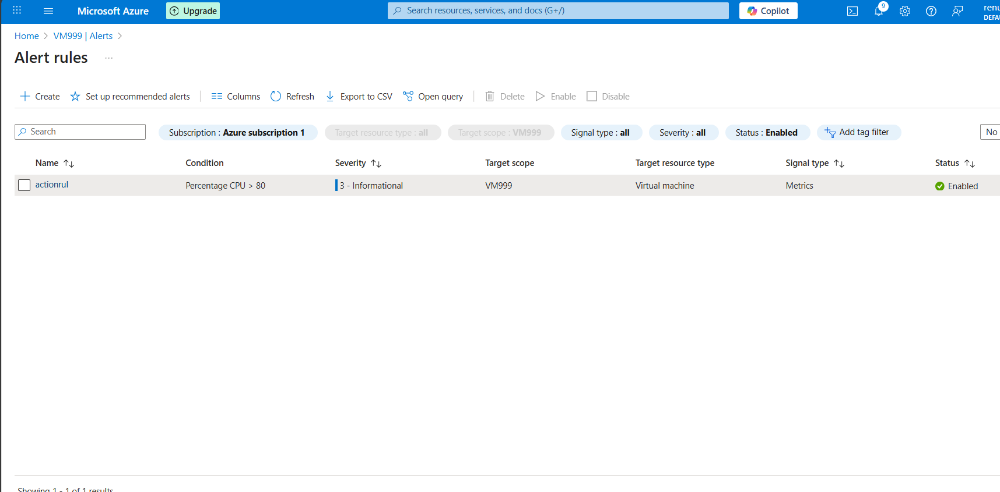 Microsoft Azure Upgrade Search resources, services, and docs (G+/) Copilot 9
DEFAU
Home > VM999 | Alerts >
Alert rules ...
Create Set up recommended alerts Columns Refresh Export to CSV Open query Delete Enable Disable
Search Subscription : Azure subscription 1 Target resource type : all Target scope : VM999 Signal type : all Severity : all Status : Enabled Add tag filter No
Name Condition Severity Target scope Target resource type Signal type Status
actionrul Percentage CPU > 80 3 - Informational VM999 Virtual machine Metrics Enabled
Showing 1 - 1 of 1 results.